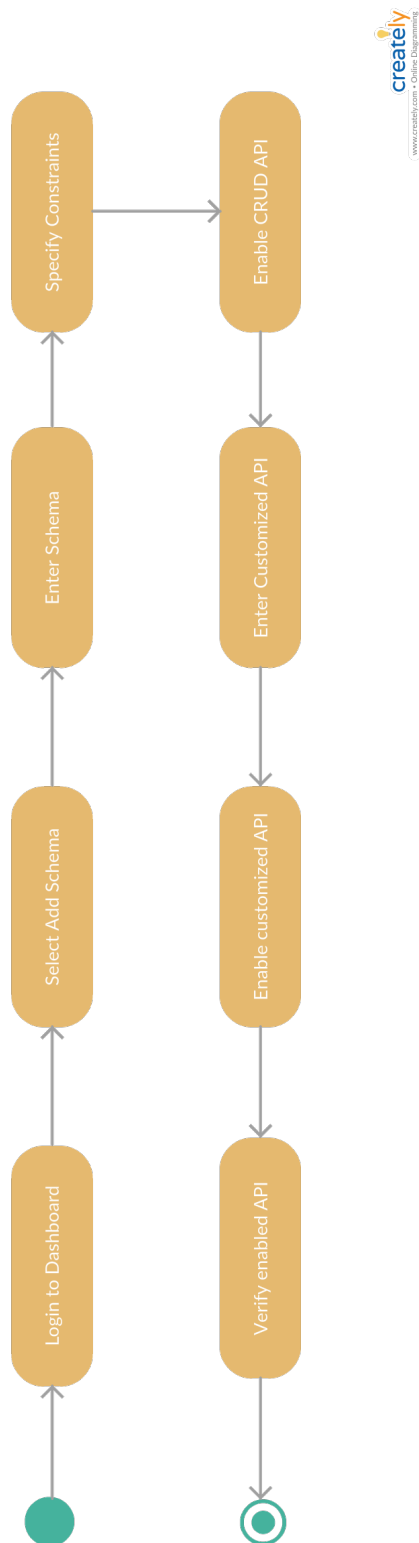 Login to Dashboard
Select Add Schema
Enter Schema
Specify Constraints
Enable CRUD API
Enter Customized API
Enable customized API
Verify enabled API
creately
www.creately.com • Online Diagramming